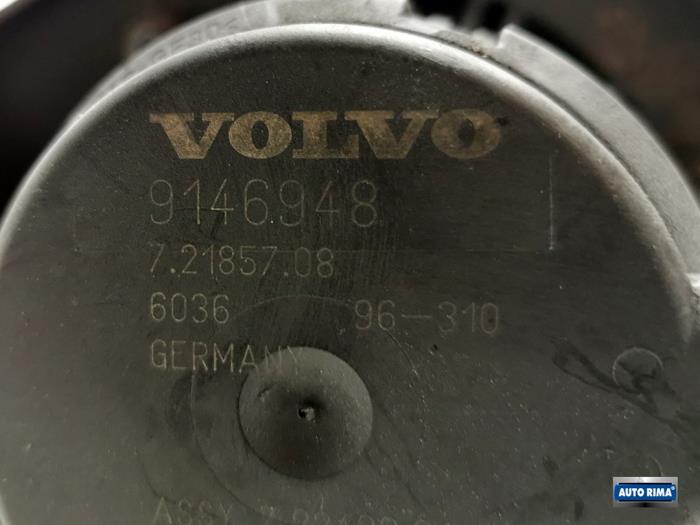 VOLVO
9146948
7.21857.08
6036 96-310
GERMANY
AUTO RIMA